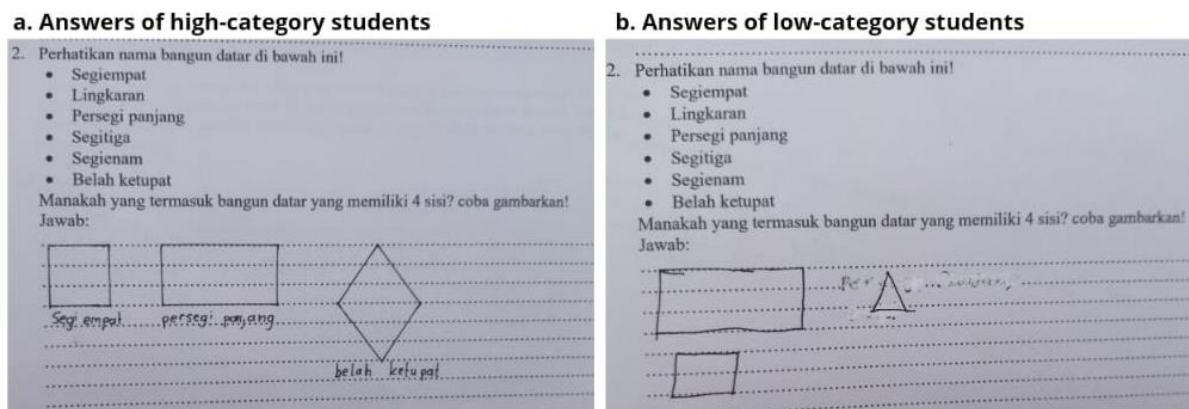 a. Answers of high-category students
2. Perhatikan nama bangun datar di bawah ini!
• Segiempat
• Lingkaran
• Persegi panjang
• Segitiga
• Segienam
• Belah ketupat
Manakah yang termasuk bangun datar yang memiliki 4 sisi? coba gambarkan!
Jawab:
Segi empat persegi panjang
belah ketupat
b. Answers of low-category students
2. Perhatikan nama bangun datar di bawah ini!
• Segiempat
• Lingkaran
• Persegi panjang
• Segitiga
• Segienam
• Belah ketupat
Manakah yang termasuk bangun datar yang memiliki 4 sisi? coba gambarkan!
Jawab: